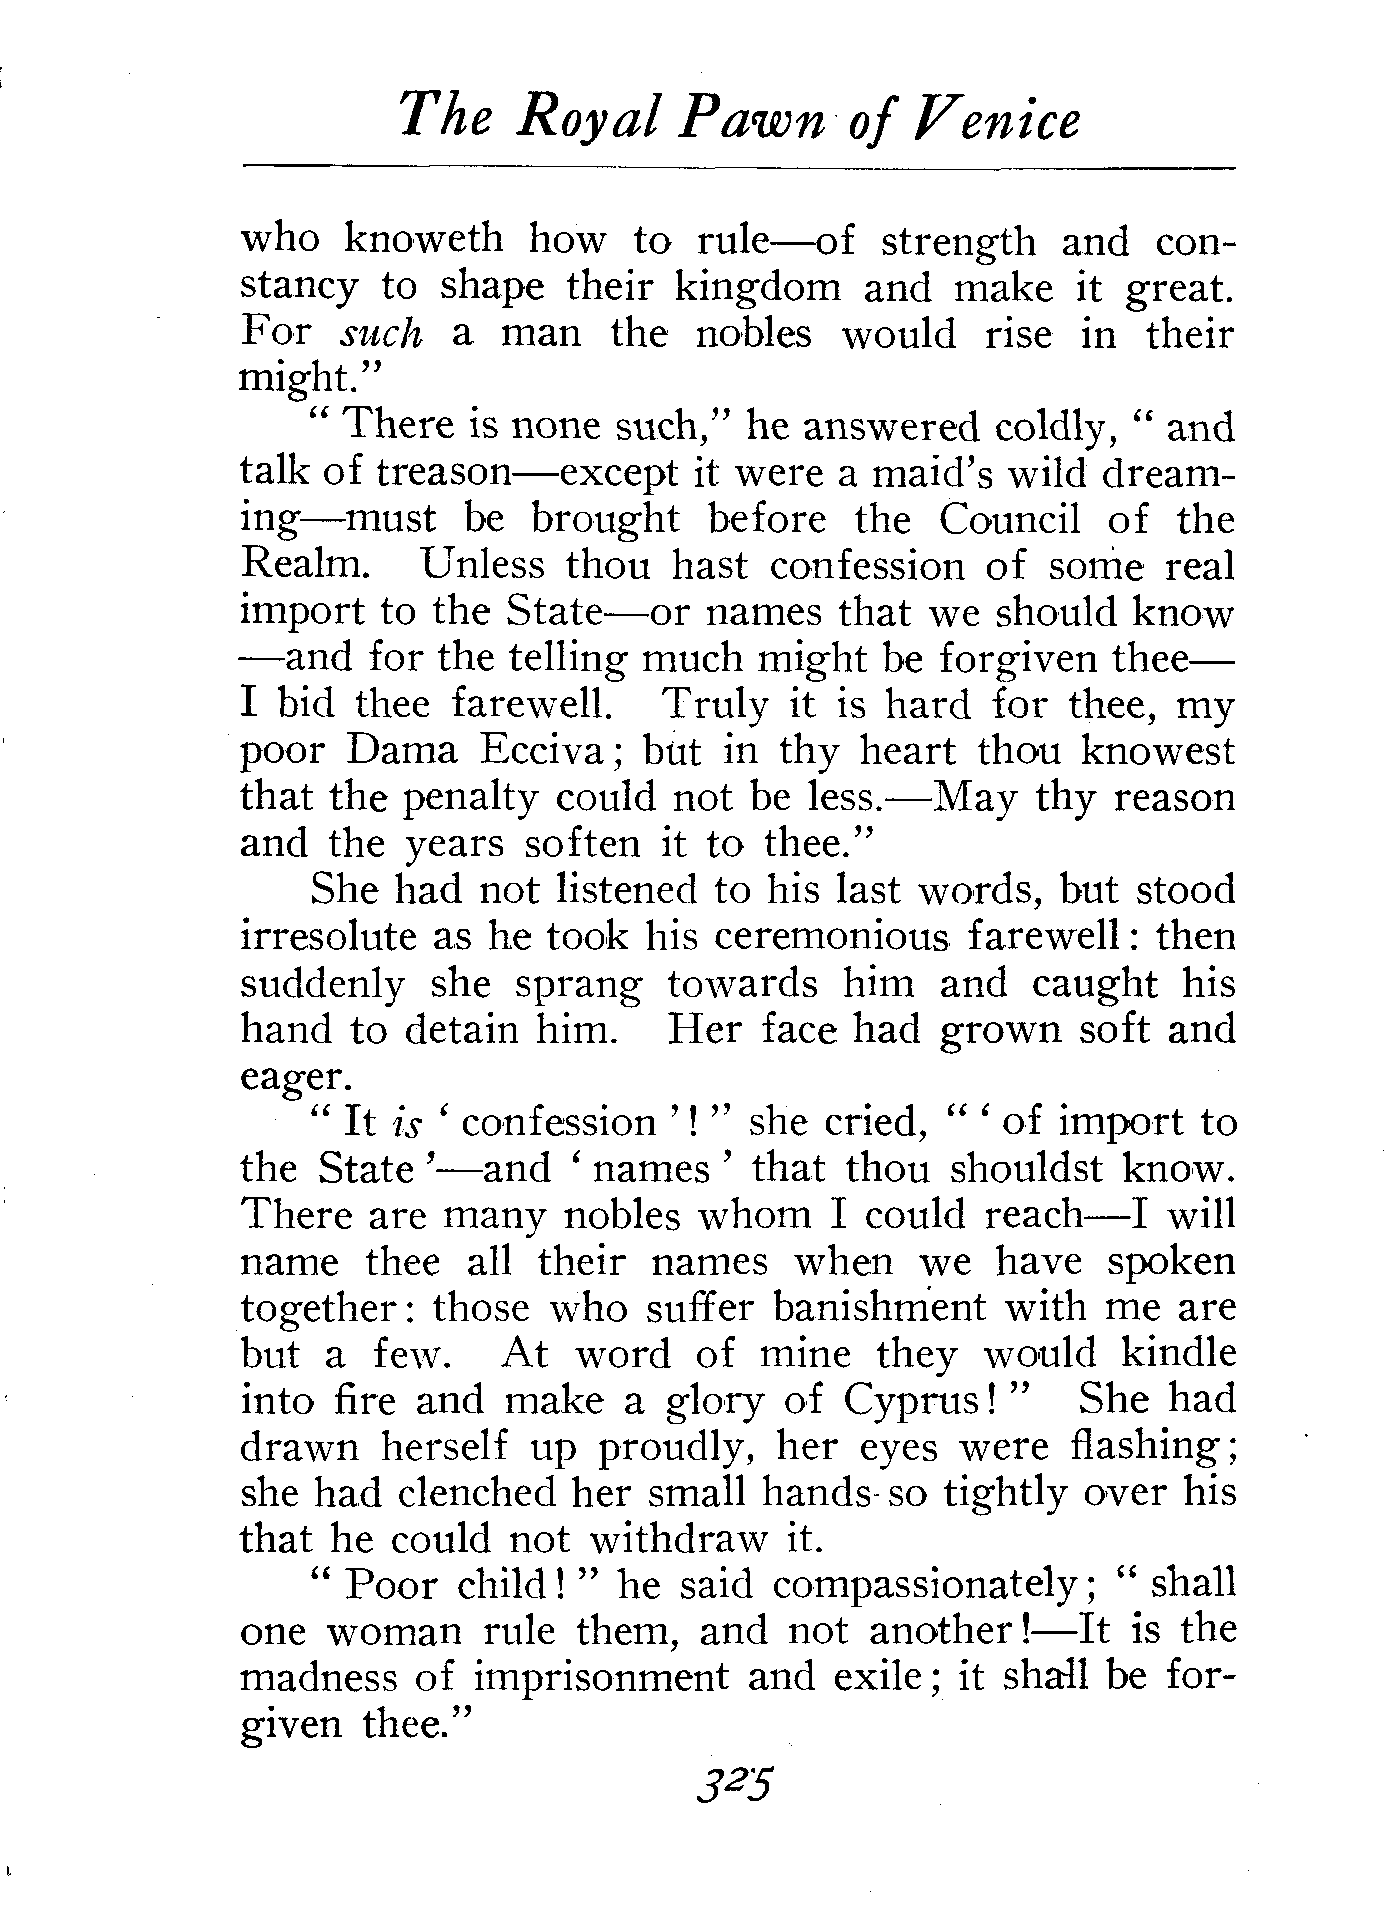 The Royal Pawn of Venice
who knoweth how to rule—of strength and con-
stancy to shape their kingdom and make it great.
For such a man the nobles would rise in their
might."
" There is none such," he answered coldly, " and
talk of treason—except it were a maid's wild dream-
ing—must be brought before the Council of the
Realm. Unless thou hast confession of some real
import to the State—or names that we should know
—and for the telling much might be forgiven thee—
I bid thee farewell. Truly it is hard for thee, my
poor Dama Ecciva; but in thy heart thou knowest
that the penalty could not be less.—May thy reason
and the years soften it to thee."
She had not listened to his last words, but stood
irresolute as he took his ceremonious farewell: then
suddenly she sprang towards him and caught his
hand to detain him. Her face had grown soft and
eager.
" It is ‘ confession ’! " she cried, " ‘ of import to
the State ’—and ‘ names ’ that thou shouldst know.
There are many nobles whom I could reach—I will
name thee all their names when we have spoken
together: those who suffer banishment with me are
but a few. At word of mine they would kindle
into fire and make a glory of Cyprus! " She had
drawn herself up proudly, her eyes were flashing;
she had clenched her small hands so tightly over his
that he could not withdraw it.
" Poor child! " he said compassionately; " shall
one woman rule them, and not another!—It is the
madness of imprisonment and exile; it shall be for-
given thee."
325